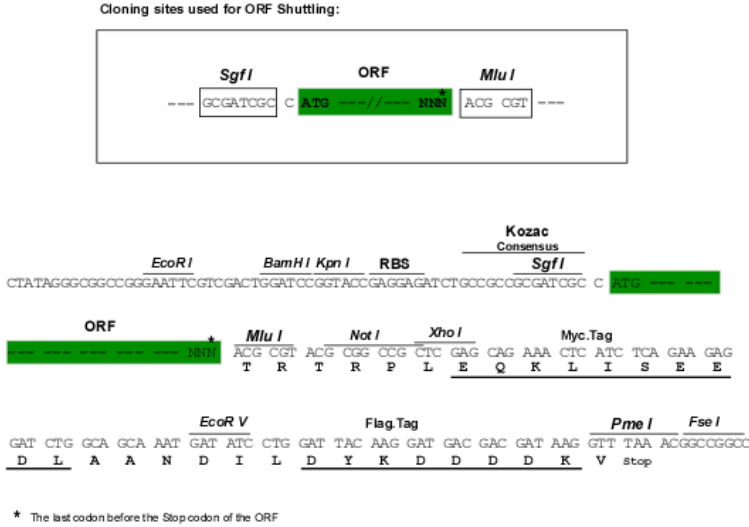 Cloning sites used for ORF Shuttling:
Sgf I ORF Mlu I
*
--- GCGATCGC C ATG ---//--- NNN ACG CGT ---
Kozac
Consensus
EcoR I BamH I Kpn I RBS Sgf I
CTATAGGGCGGCCGGGAATTCGTCGACTGGATCCGGTACCGAGGAGATCTGCCGCCGCGATCGC C ATG --- ---
ORF Mlu I Not I Xho I Myc.Tag
*
--- --- --- --- --- NNN ACG CGT ACG CGG CCG CTC GAG CAG AAA CTC ATC TCA GAA GAG
T R T R P L E Q K L I S E E
EcoR V Flag.Tag Pme I Fse I
GAT CTG GCA GCA AAT GAT ATC CTG GAT TAC AAG GAT GAC GAC GAT AAG GTT TAA ACGGCCGGCC
D L A A N D I L D Y K D D D D K V Stop
* The last codon before the Stop codon of the ORF